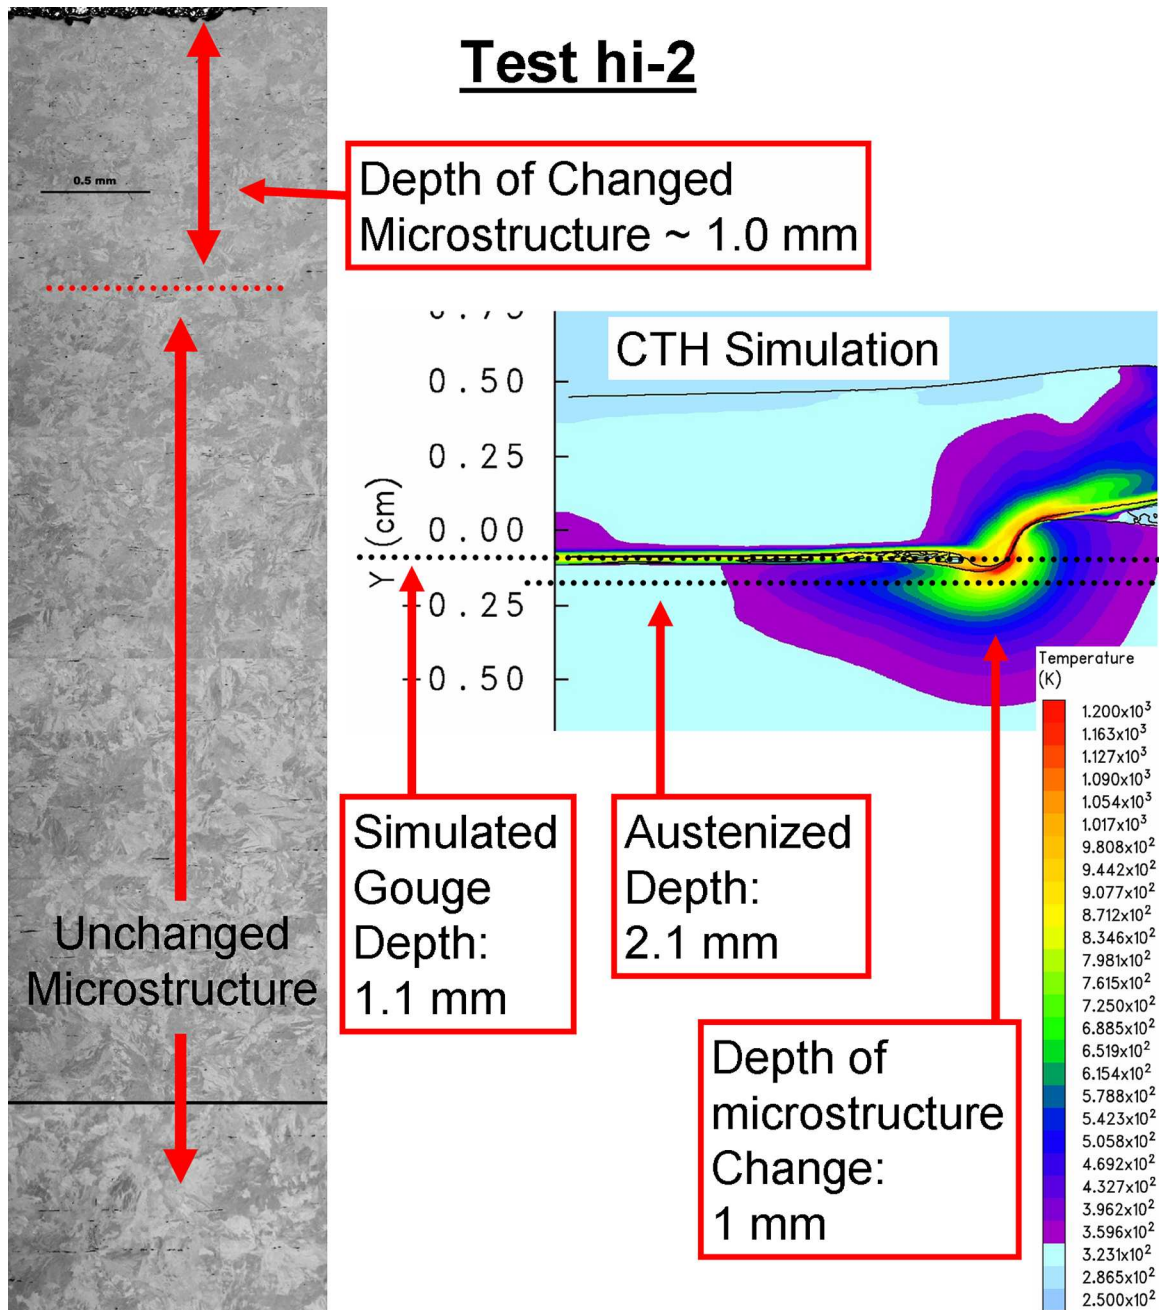 Test hi-2
0.5 mm
Depth of Changed
Microstructure ~ 1.0 mm
Unchanged
Microstructure
CTH Simulation
0.50
0.25
0.00
-0.25
-0.50
Y (cm)
Simulated
Gouge
Depth:
1.1 mm
Austenized
Depth:
2.1 mm
Depth of
microstructure
Change:
1 mm
Temperature
(K)
1.200x10³
1.163x10³
1.127x10³
1.090x10³
1.054x10³
1.017x10³
9.808x10²
9.442x10²
9.077x10²
8.712x10²
8.346x10²
7.981x10²
7.615x10²
7.250x10²
6.885x10²
6.519x10²
6.154x10²
5.788x10²
5.423x10²
5.058x10²
4.692x10²
4.327x10²
3.962x10²
3.596x10²
3.231x10²
2.865x10²
2.500x10²